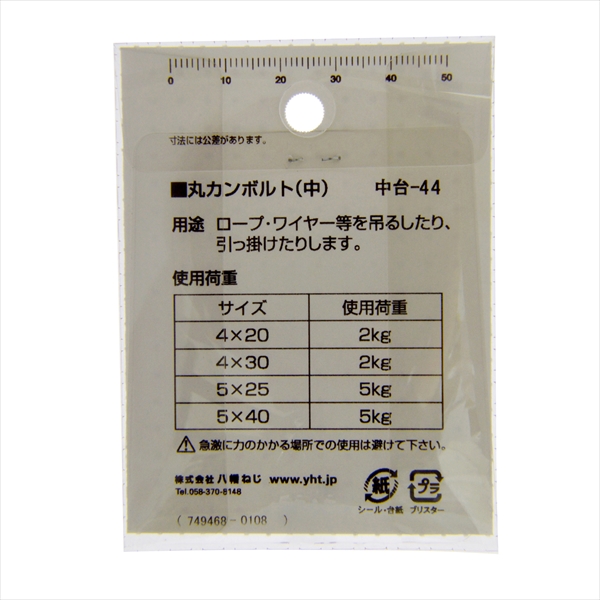 0 10 20 30 40 50
寸法には公差があります。
■丸カンボルト(中) 中台-44
用途 ロープ・ワイヤー等を吊るしたり、
引っ掛けたりします。
使用荷重
サイズ 使用荷重
4×20 2kg
4×30 2kg
5×25 5kg
5×40 5kg
⚠急激に力のかかる場所での使用は避けて下さい。
株式会社八幡ねじ www.yht.jp
Tel.058-370-8148
紙 プラ
シール・台紙 ブリスター
( 749468-0108 )